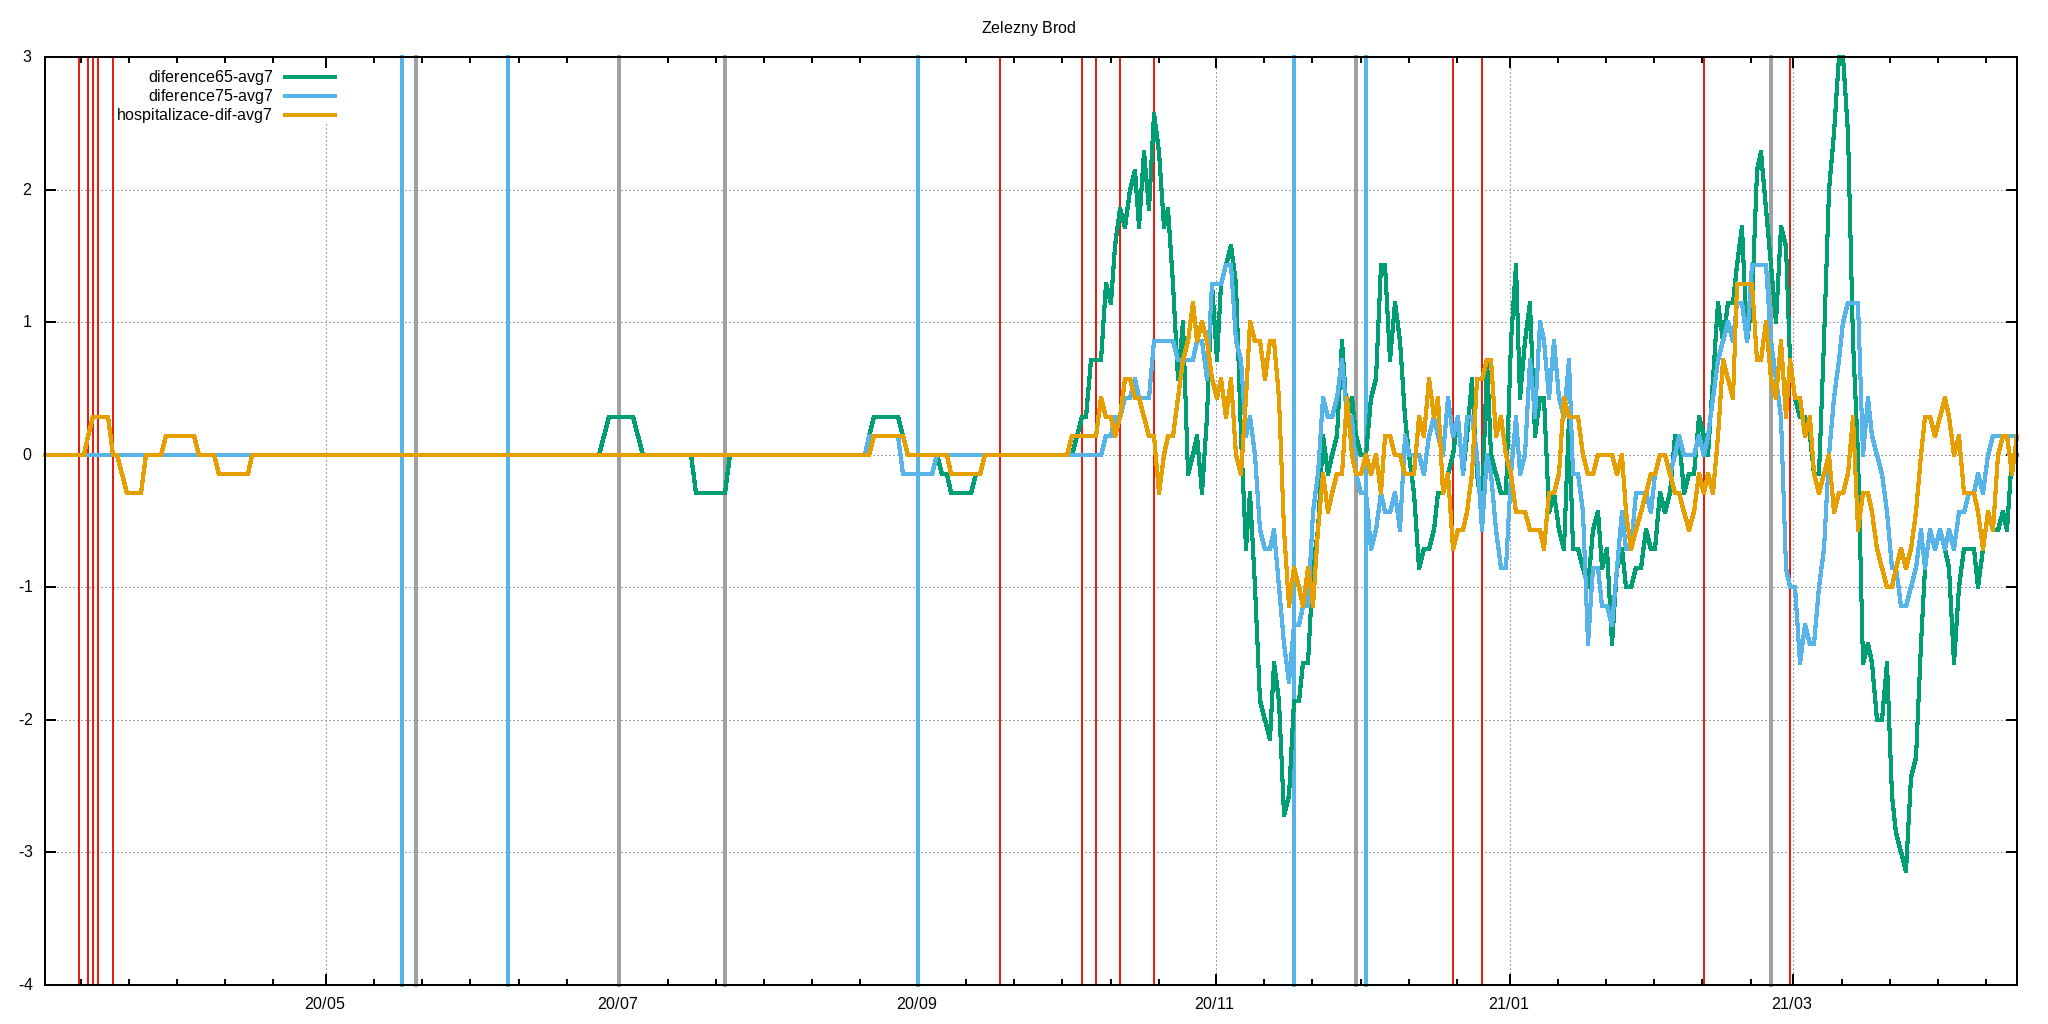 Zelezny Brod
3
diference65-avg7
diference75-avg7
hospitalizace-dif-avg7
2
1
0
-1
-2
-3
-4
20/05 20/07 20/09 20/11 21/01 21/03